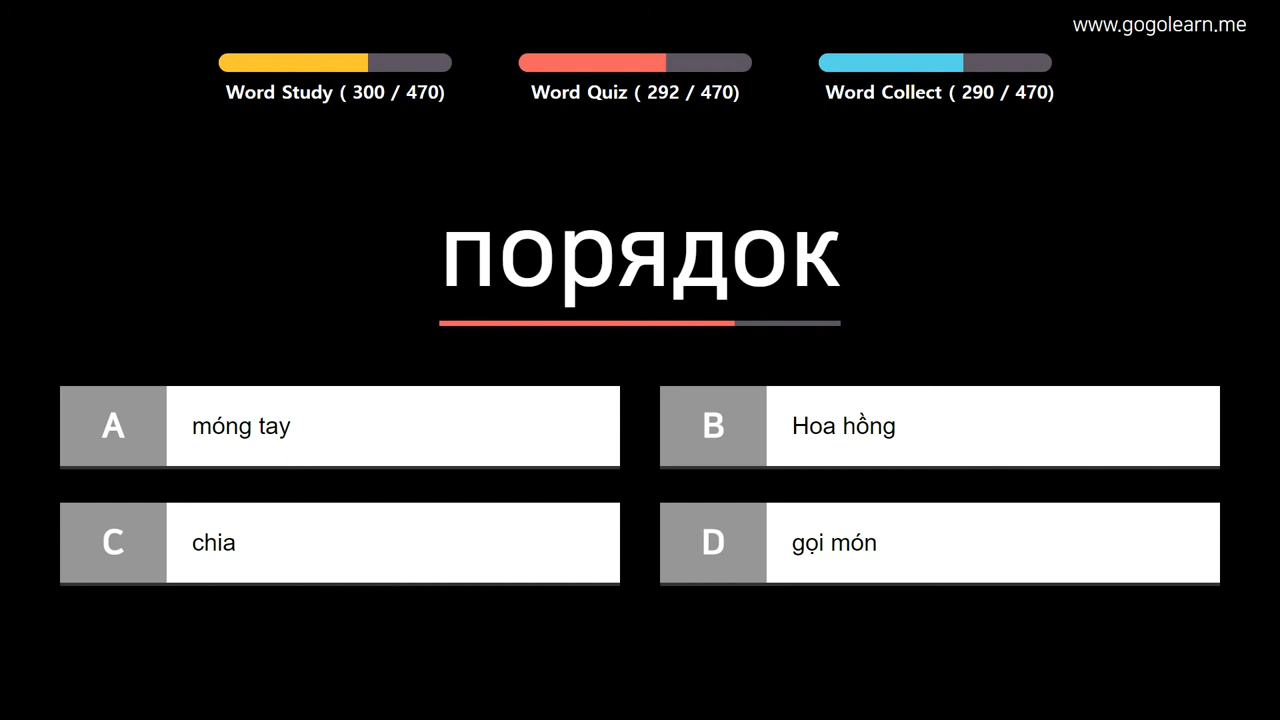 www.gogolearn.me
Word Study ( 300 / 470)
Word Quiz ( 292 / 470)
Word Collect ( 290 / 470)
порядок
A móng tay
B Hoa hồng
C chia
D gọi món